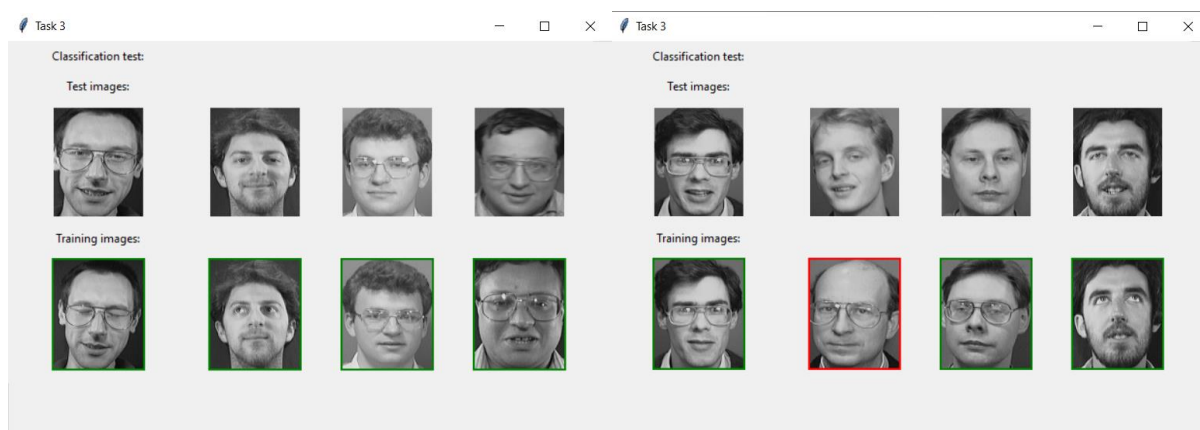 Task 3
Classification test:
Test images:
Training images:
Task 3
Classification test:
Test images:
Training images: